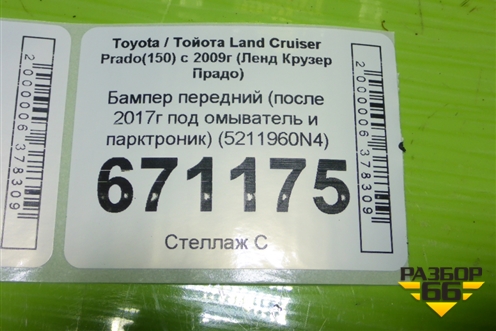 Toyota / Тойота Land Cruiser
Prado(150) с 2009г (Ленд Крузер
Прадо)
Бампер передний (после
2017г под омыватель и
парктроник) (5211960N4)
671175
Стеллаж С
2000006378309
2000006378309
РАЗБОР
66